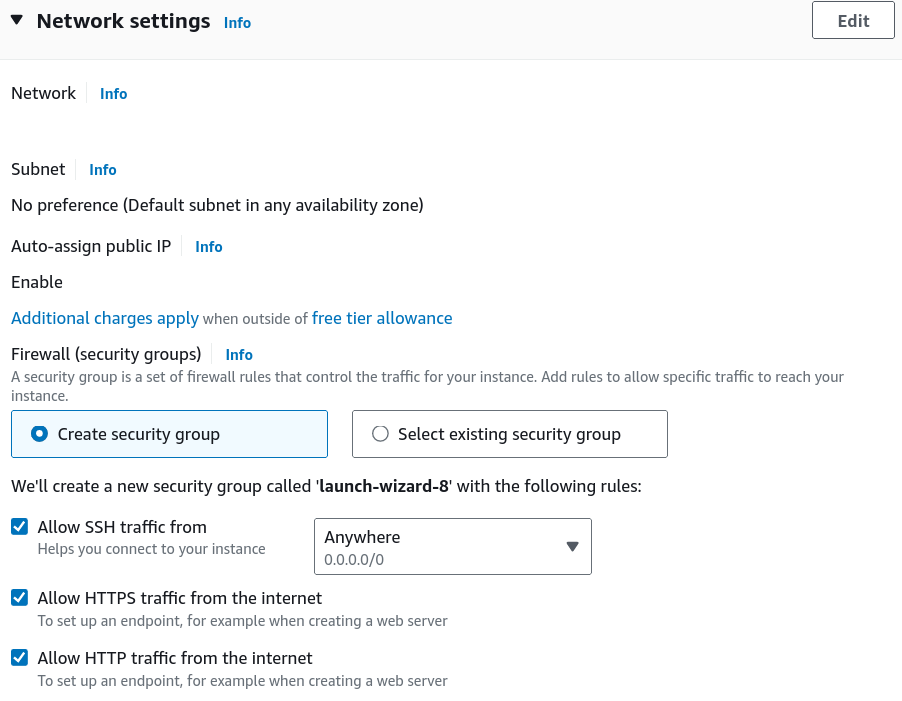 Network settings Info
Edit
Network Info
Subnet Info
No preference (Default subnet in any availability zone)
Auto-assign public IP Info
Enable
Additional charges apply when outside of free tier allowance
Firewall (security groups) Info
A security group is a set of firewall rules that control the traffic for your instance. Add rules to allow specific traffic to reach your
instance.
Create security group
Select existing security group
We'll create a new security group called 'launch-wizard-8' with the following rules:
Allow SSH traffic from
Helps you connect to your instance
Anywhere
0.0.0.0/0
Allow HTTPS traffic from the internet
To set up an endpoint, for example when creating a web server
Allow HTTP traffic from the internet
To set up an endpoint, for example when creating a web server